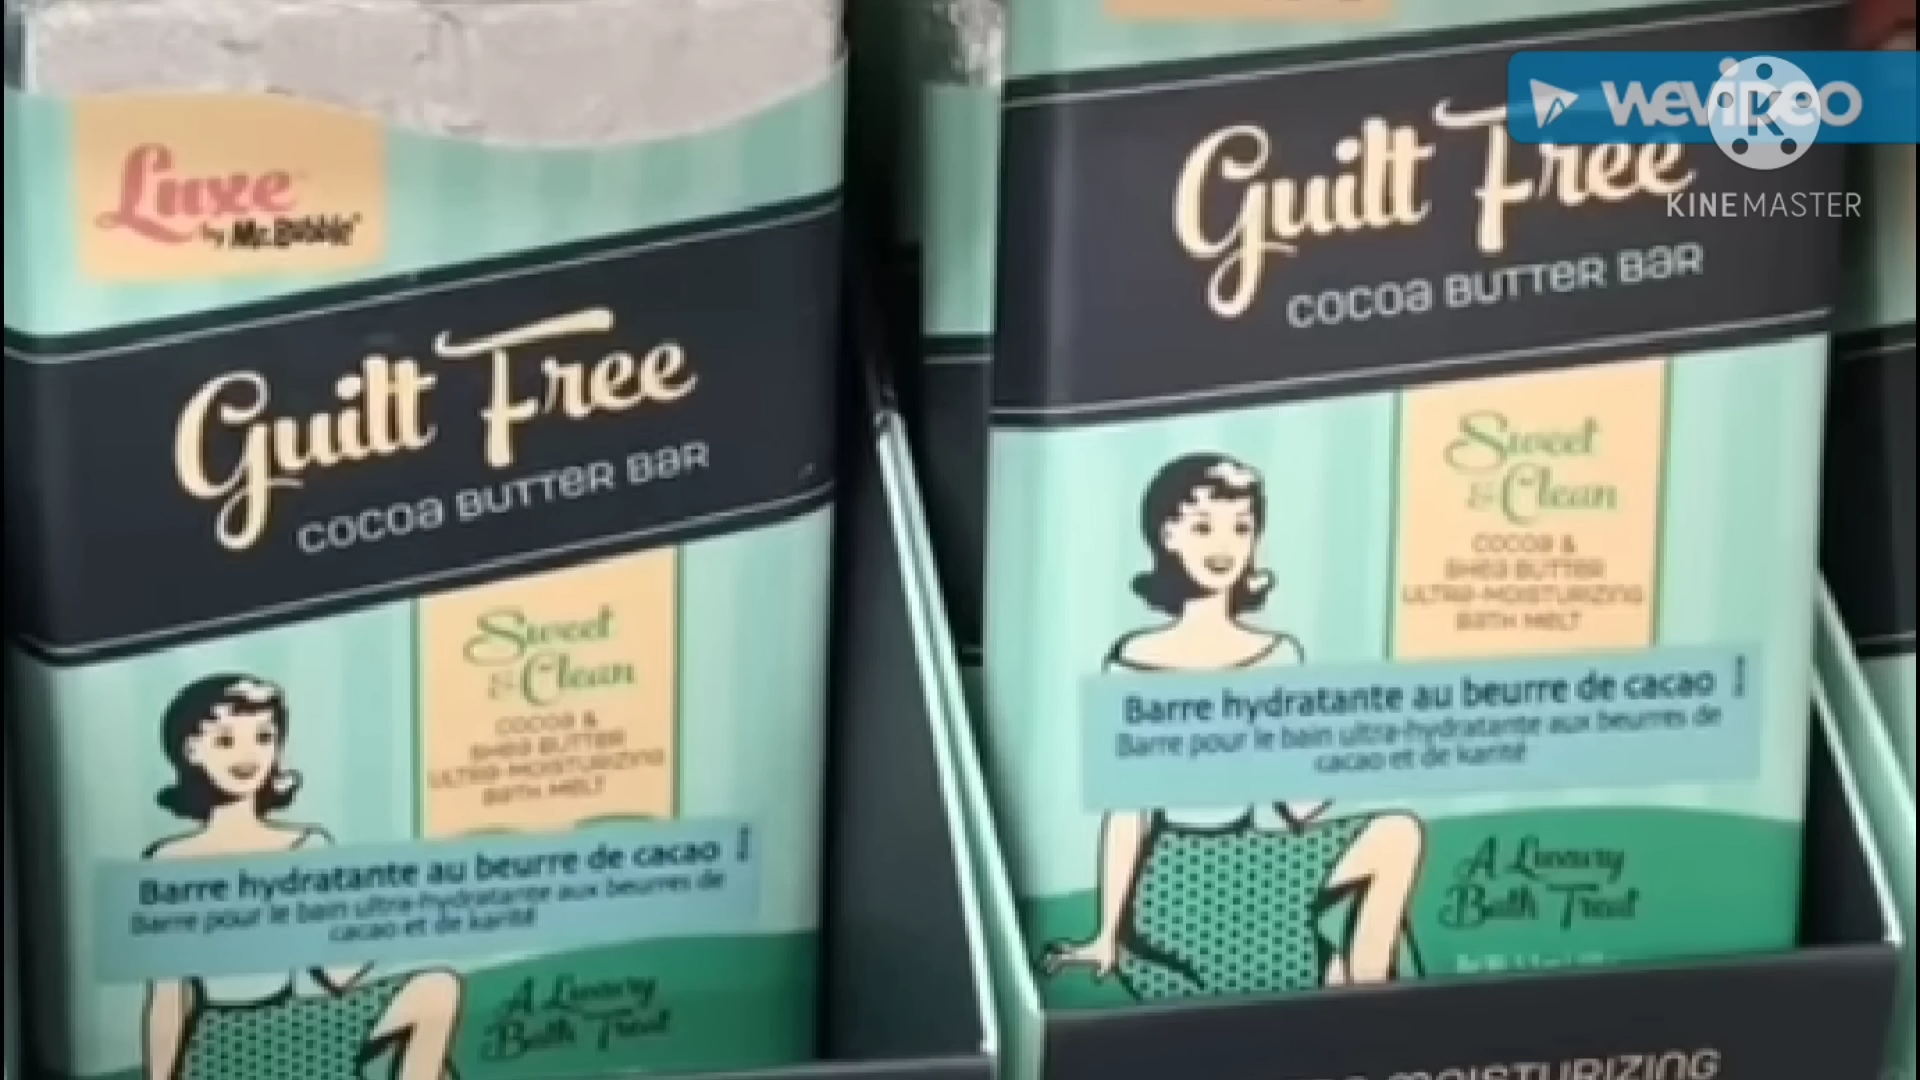 Luxe
by Mr. Bubble
Guilt Free
COCOA BUTTER BAR
Sweet
& Clean
COCOA &
SHEA BUTTER
ULTRA-MOISTURIZING
BATH MELT
Barre hydratante au beurre de cacao
Barre pour le bain ultra-hydratante aux beurres de
cacao et de karité
A Luxury
Bath Treat
Guilt Free
COCOA BUTTER BAR
Sweet
& Clean
COCOA &
SHEA BUTTER
ULTRA-MOISTURIZING
BATH MELT
Barre hydratante au beurre de cacao
Barre pour le bain ultra-hydratante aux beurres de
cacao et de karité
A Luxury
Bath Treat
MOISTURIZING
wevideo
K
KINEMASTER